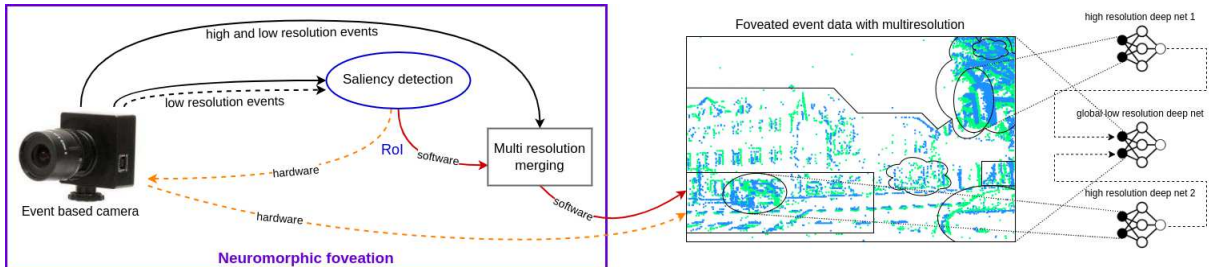 high and low resolution events
Saliency detection
low resolution events
RoI
software
hardware
Multi resolution
merging
Event based camera
hardware
software
Neuromorphic foveation
Foveated event data with multiresolution
high resolution deep net 1
global low resolution deep net
high resolution deep net 2